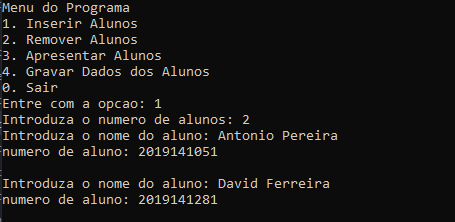 Menu do Programa
1. Inserir Alunos
2. Remover Alunos
3. Apresentar Alunos
4. Gravar Dados dos Alunos
0. Sair
Entre com a opcao: 1
Introduza o numero de alunos: 2
Introduza o nome do aluno: Antonio Pereira
numero de aluno: 2019141051
Introduza o nome do aluno: David Ferreira
numero de aluno: 2019141281